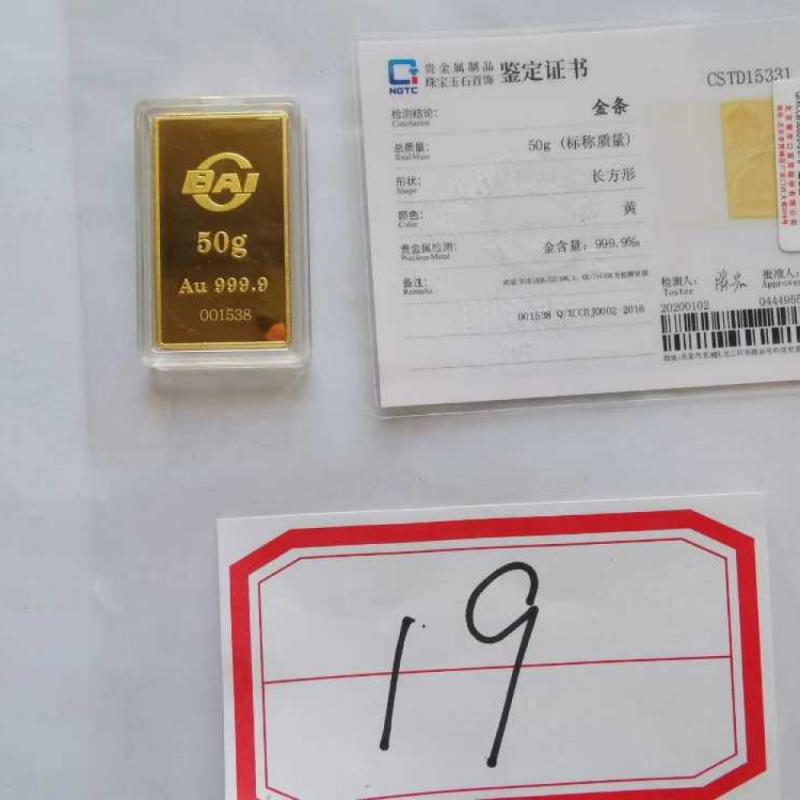 BAI
50g
Au 999.9
001538
NGTC
贵金属制品
珠宝玉石首饰
鉴定证书
CSTD15331
检测结论:
Conclusion
金条
总质量:
Total Mass
50g (标称质量)
形状:
Shape
长方形
颜色:
Color
黄
贵金属检测:
Precious Metal
金含量: 999.9‰
备注:
Remarks
001538 Q/XCCBJ0002-2016
检测人:
Tester
批准人:
Approver
20200102
0444955
19